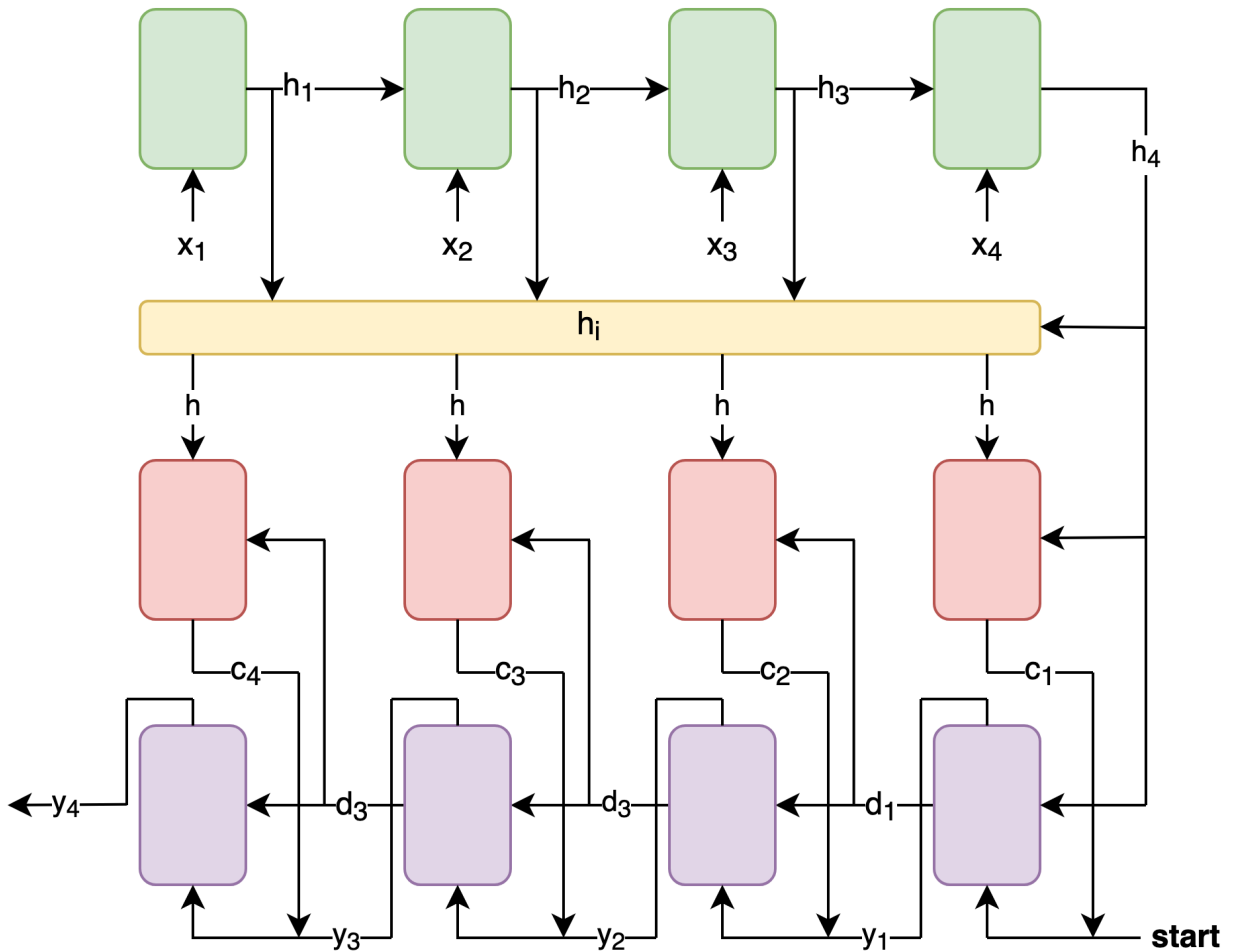 h₁ h₂ h₃
h₄
x₁ x₂ x₃ x₄
hᵢ
h h h h
c₄ c₃ c₂ c₁
y₄ d₃ d₃ d₁
y₃ y₂ y₁ start